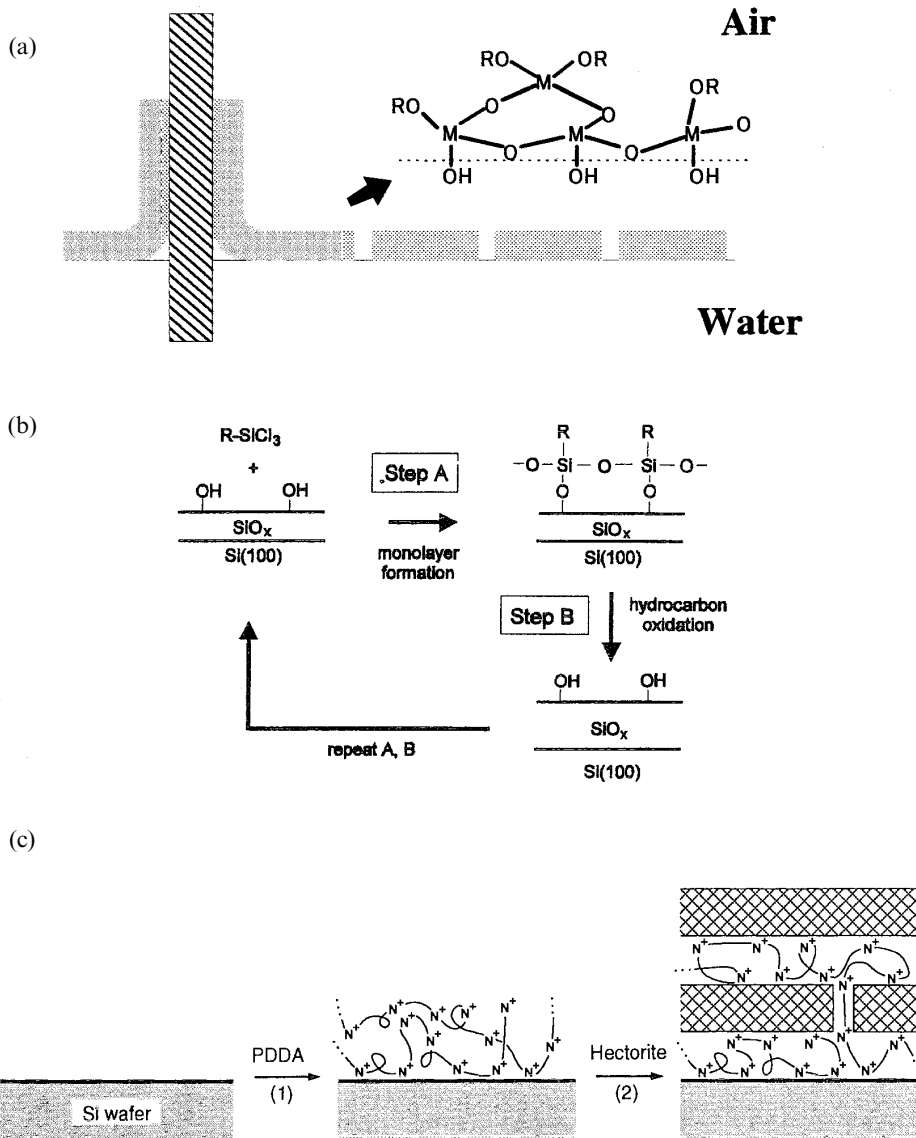 (a)
Air
RO OR
M
OR
RO O O
M M M O
O O
OH OH OH
Water
(b)
R–SiCl₃
+
OH OH
SiOₓ
Si(100)
Step A
monolayer
formation
R R
–O–Si–O–Si–O–
O O
SiOₓ
Si(100)
Step B
hydrocarbon
oxidation
OH OH
SiOₓ
Si(100)
repeat A, B
(c)
Si wafer
PDDA
(1)
N⁺ N⁺ N⁺
N⁺ N⁺ N⁺ N⁺
N⁺ N⁺ N⁺ N⁺ N⁺ N⁺
Hectorite
(2)
N⁺ N⁺ N⁺ N⁺
N⁺ N⁺ N⁺ N⁺ N⁺
N⁺ N⁺ N⁺
N⁺ N⁺ N⁺ N⁺ N⁺ N⁺ N⁺